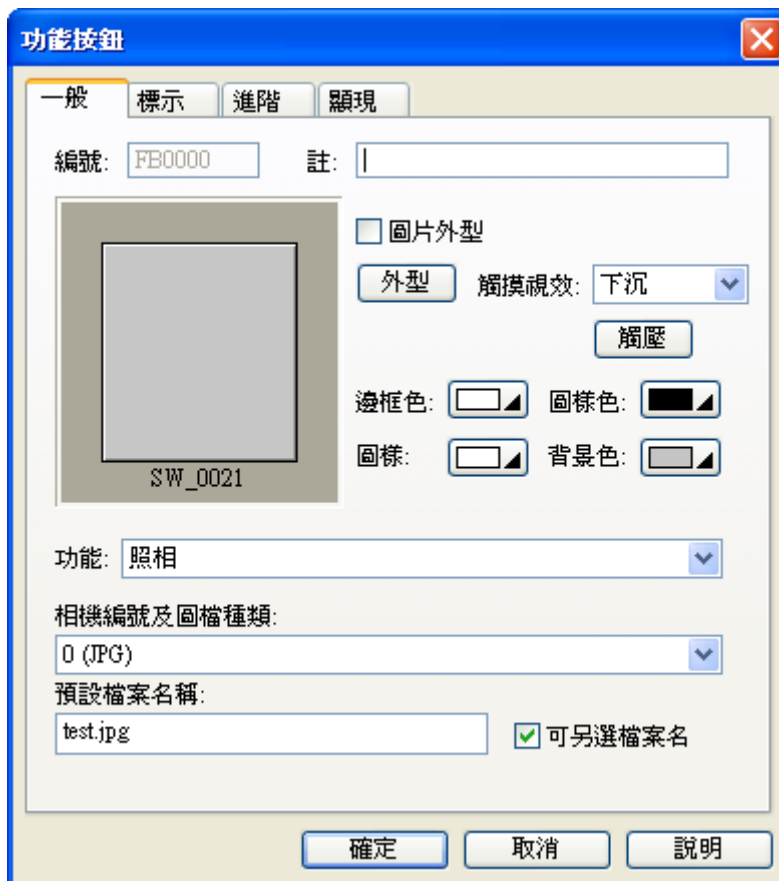 功能按鈕
一般 標示 進階 顯現
編號: FB0000 註:
圖片外型
外型 觸摸視效: 下沉
觸壓
邊框色: 圖樣色:
圖樣: 背景色:
SW_0021
功能: 照相
相機編號及圖檔種類:
0 (JPG)
預設檔案名稱:
test.jpg 可另選檔案名
確定 取消 說明